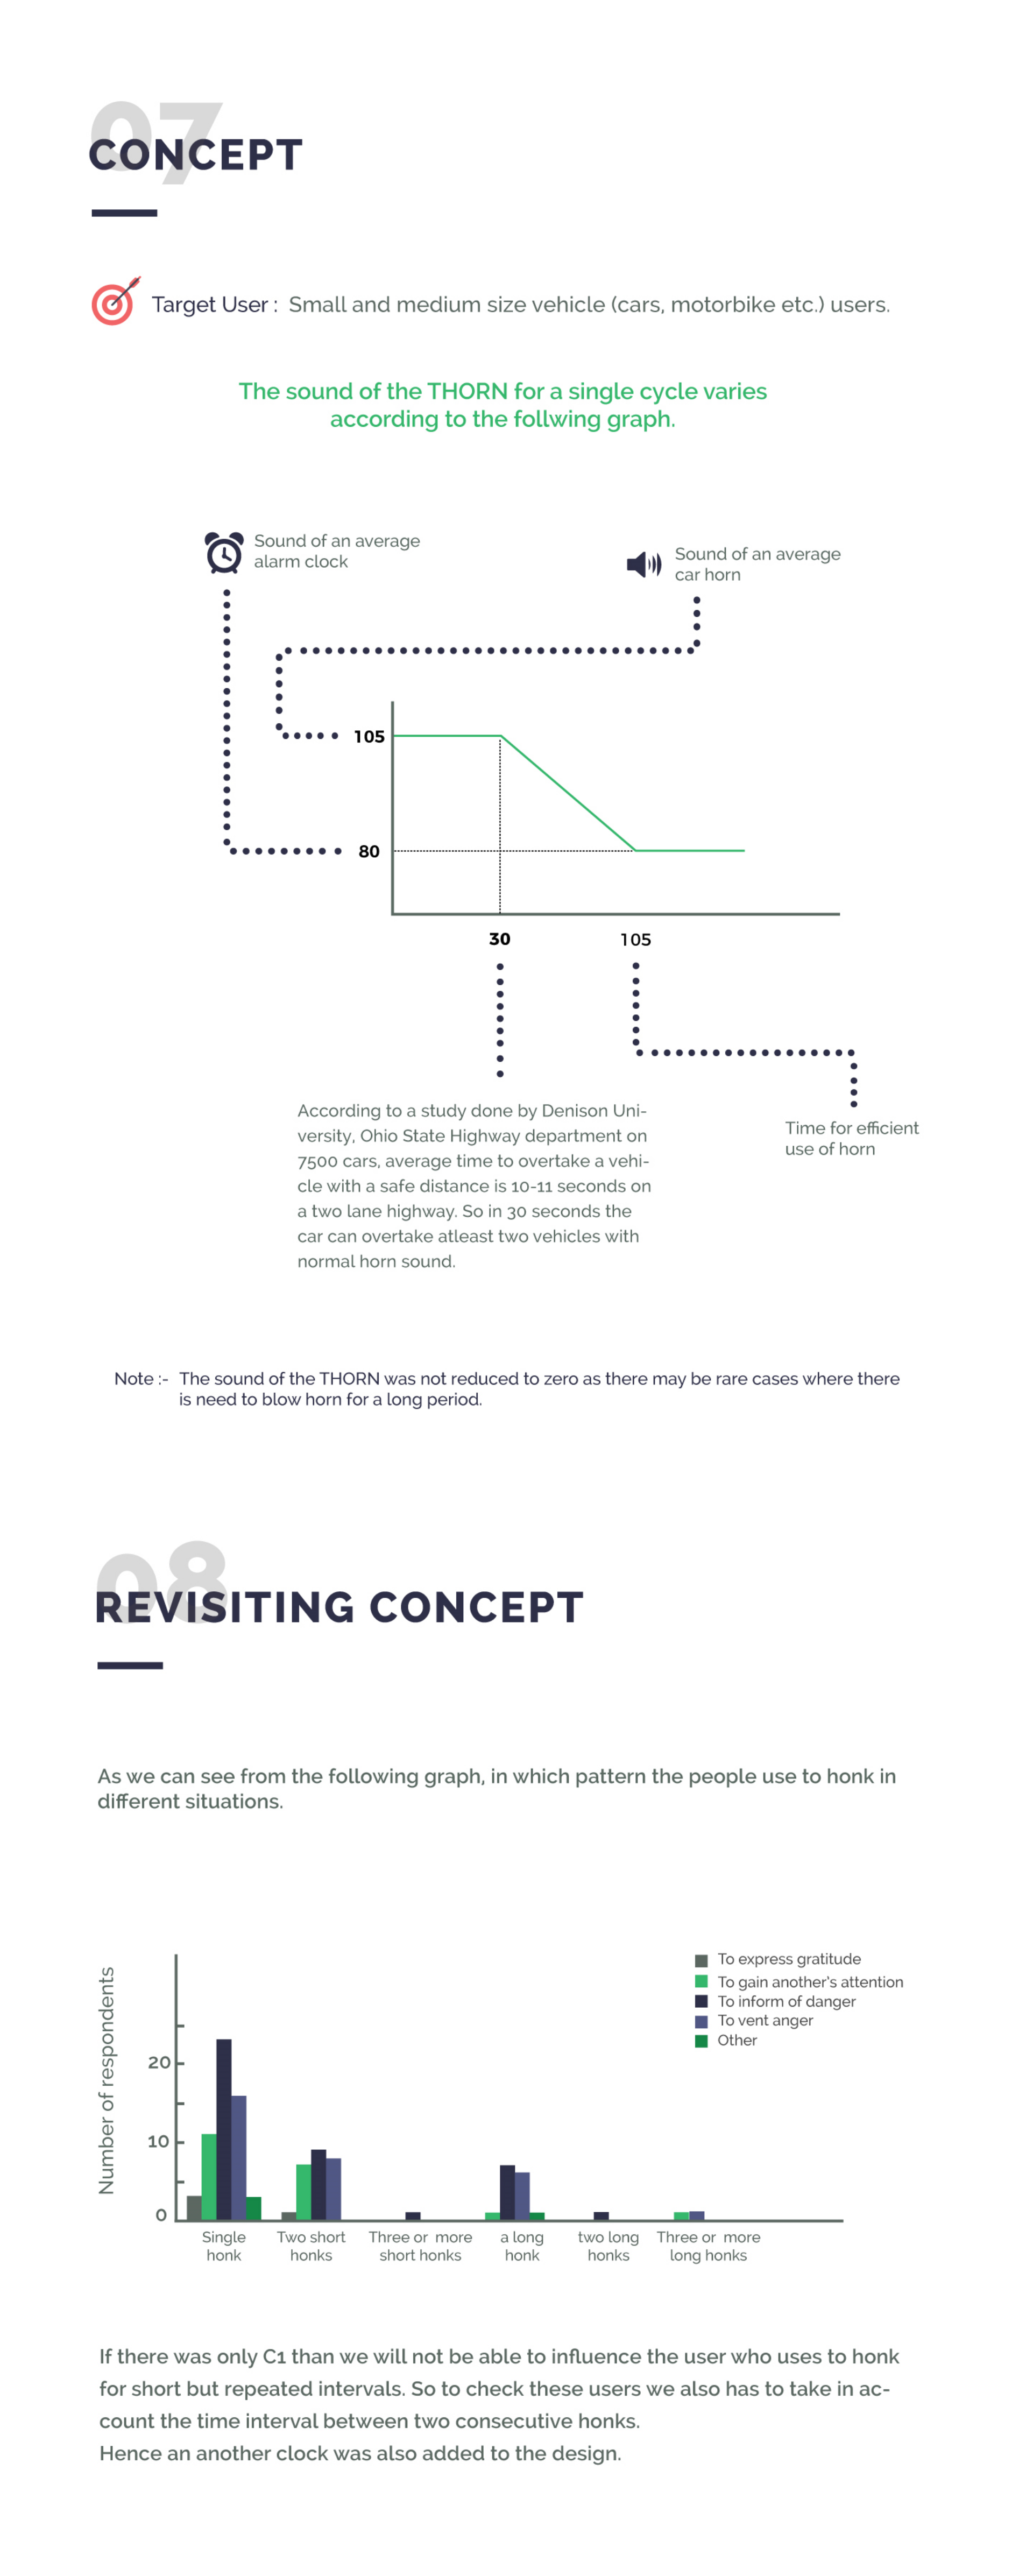 07
CONCEPT
Target User : Small and medium size vehicle (cars, motorbike etc.) users.
The sound of the THORN for a single cycle varies
according to the follwing graph.
Sound of an average
alarm clock
Sound of an average
car horn
105
80
30
105
According to a study done by Denison Uni-
versity, Ohio State Highway department on
7500 cars, average time to overtake a vehi-
cle with a safe distance is 10-11 seconds on
a two lane highway. So in 30 seconds the
car can overtake atleast two vehicles with
normal horn sound.
Time for efficient
use of horn
Note :- The sound of the THORN was not reduced to zero as there may be rare cases where there
is need to blow horn for a long period.
08
REVISITING CONCEPT
As we can see from the following graph, in which pattern the people use to honk in
different situations.
To express gratitude
To gain another's attention
To inform of danger
To vent anger
Other
Number of respondents
20
10
0
Single
honk
Two short
honks
Three or more
short honks
a long
honk
two long
honks
Three or more
long honks
If there was only C1 than we will not be able to influence the user who uses to honk
for short but repeated intervals. So to check these users we also has to take in ac-
count the time interval between two consecutive honks.
Hence an another clock was also added to the design.